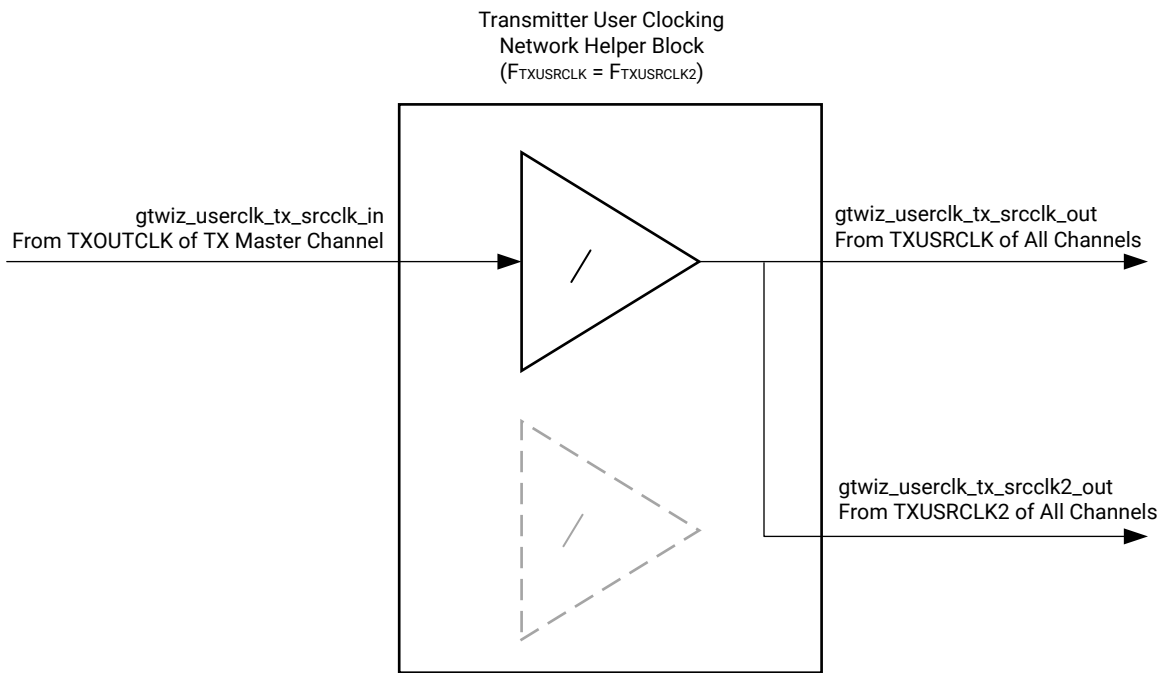 Transmitter User Clocking
Network Helper Block
(FTXUSRCLK = FTXUSRCLK2)
gtwiz_userclk_tx_srcclk_in
From TXOUTCLK of TX Master Channel
gtwiz_userclk_tx_srcclk_out
From TXUSRCLK of All Channels
/
gtwiz_userclk_tx_srcclk2_out
From TXUSRCLK2 of All Channels
/